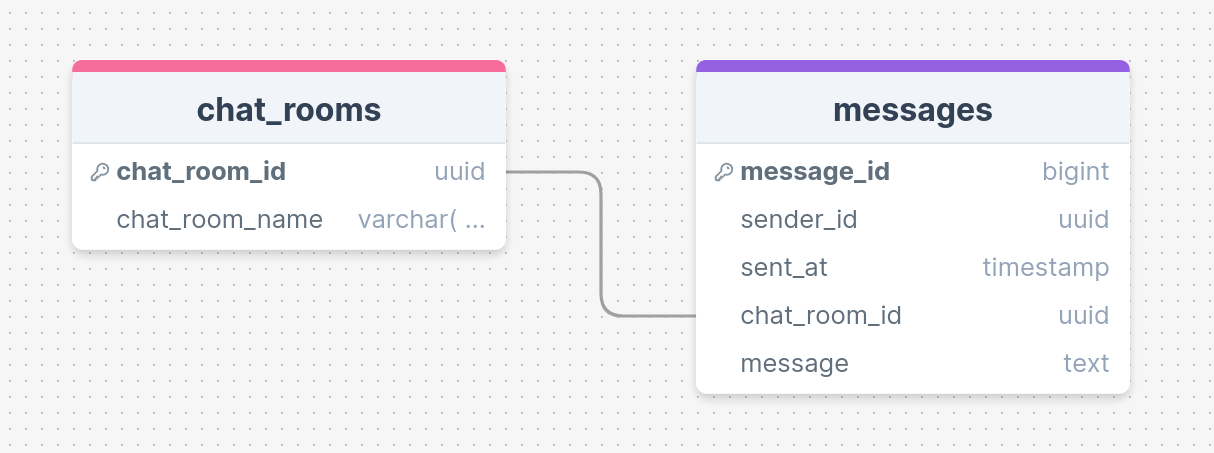 chat_rooms
chat_room_id uuid
chat_room_name varchar( ...
messages
message_id bigint
sender_id uuid
sent_at timestamp
chat_room_id uuid
message text